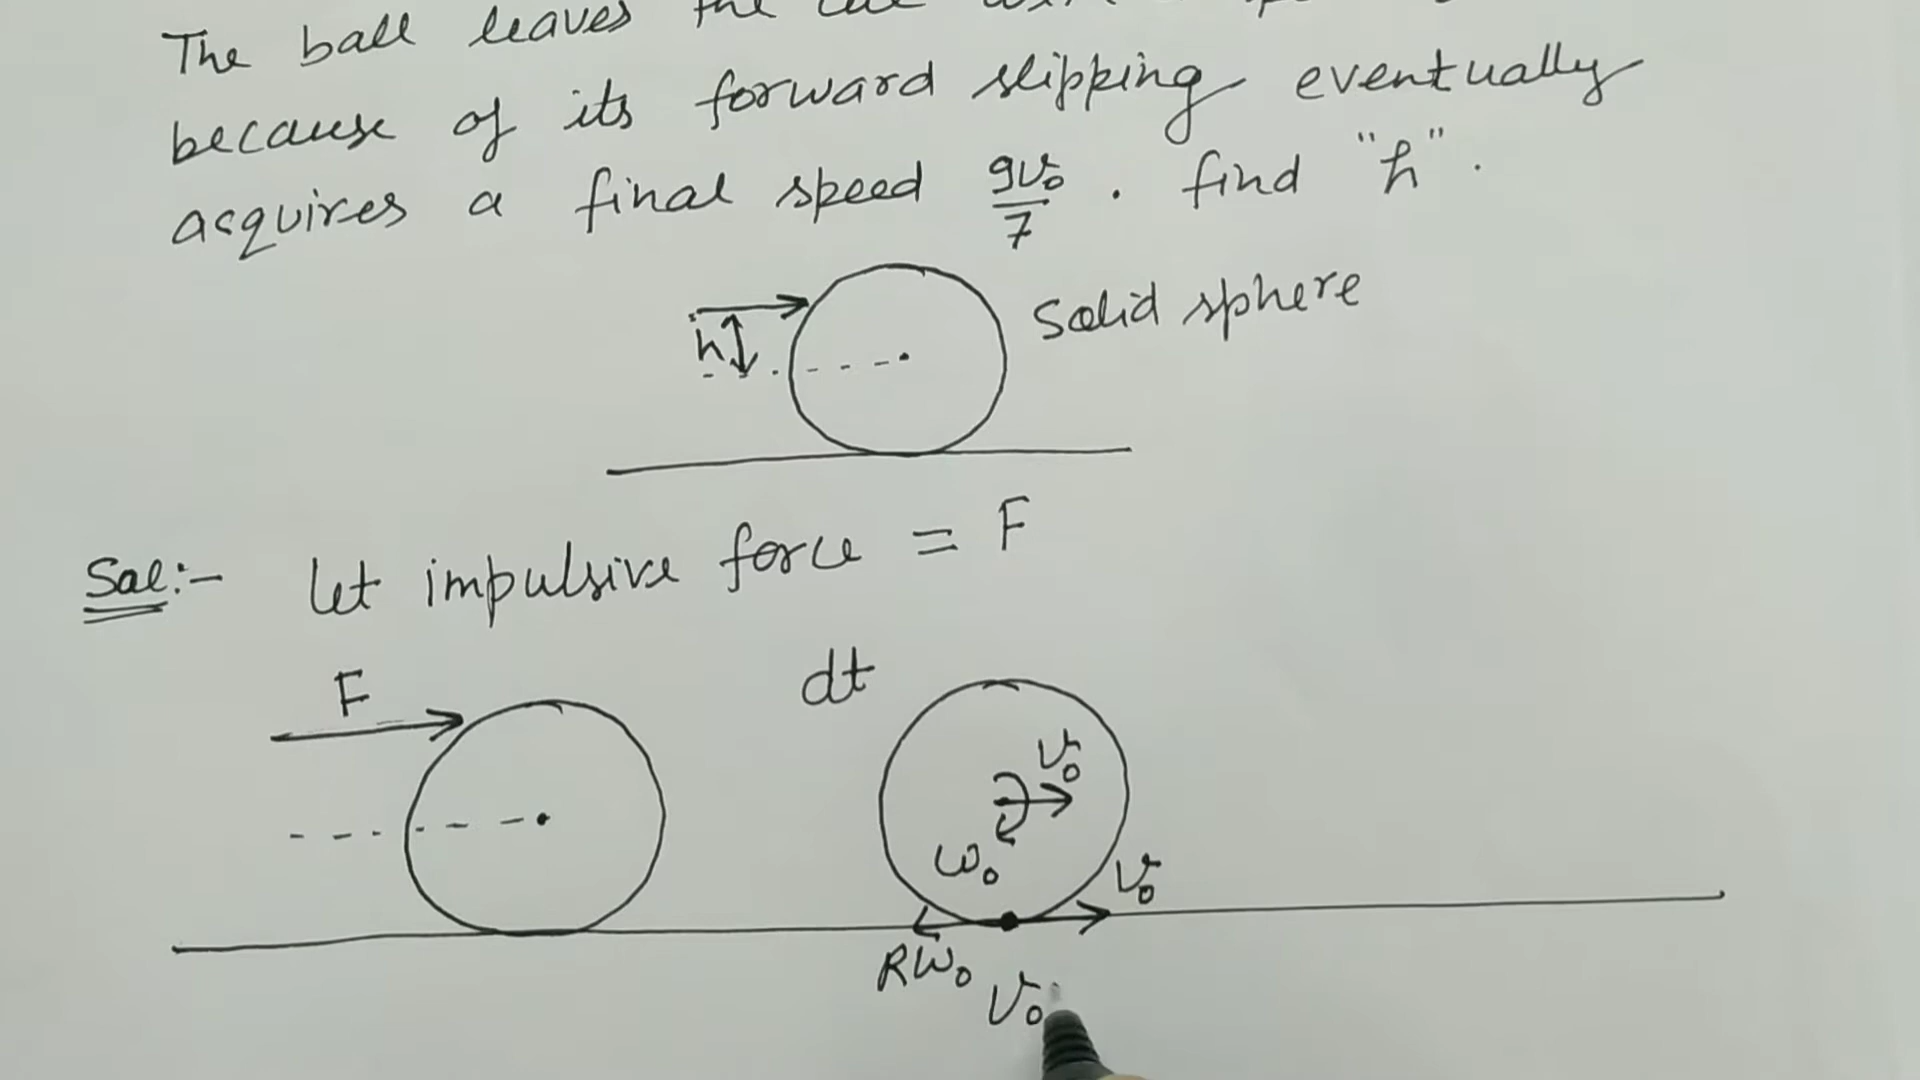 The ball leaves the
because of its forward slipping eventually
acquires a final speed 9v₀/7 . find "h" .
h
Solid sphere
Sol:- let impulsive force = F
F
dt
v₀
ω₀
v₀
Rω₀
v₀